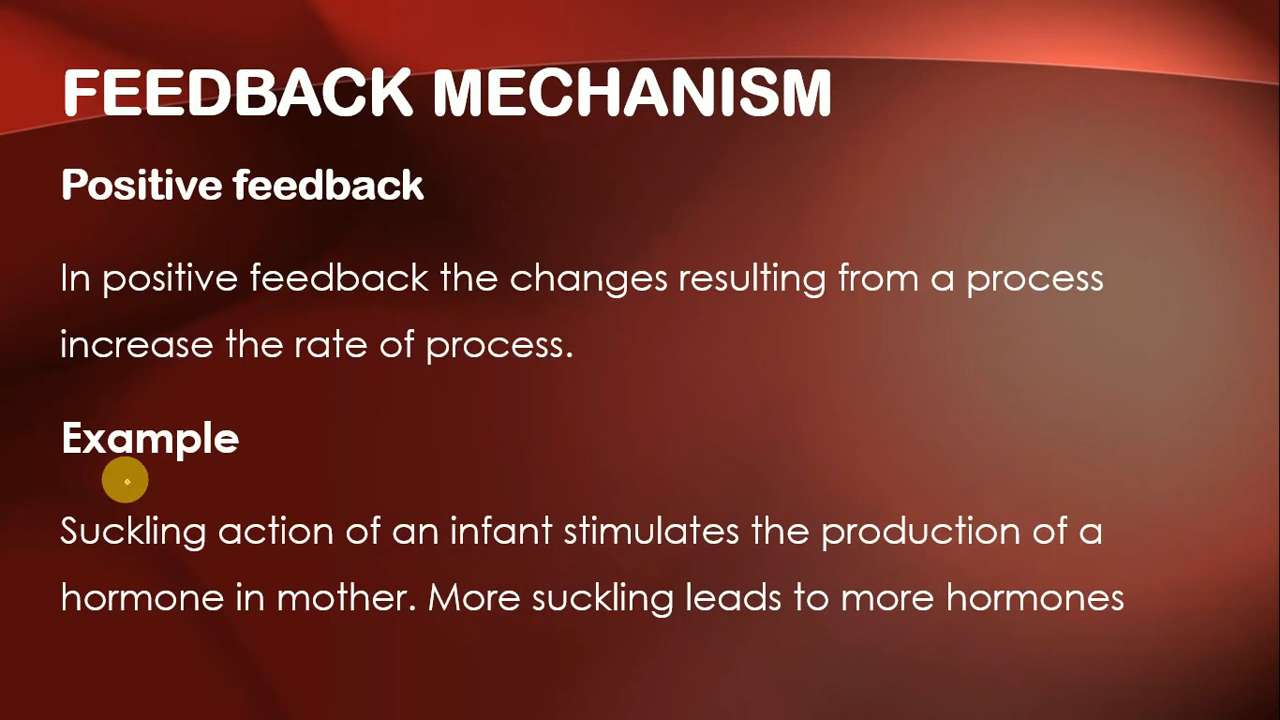 FEEDBACK MECHANISM
Positive feedback
In positive feedback the changes resulting from a process
increase the rate of process.
Example
Suckling action of an infant stimulates the production of a
hormone in mother. More suckling leads to more hormones